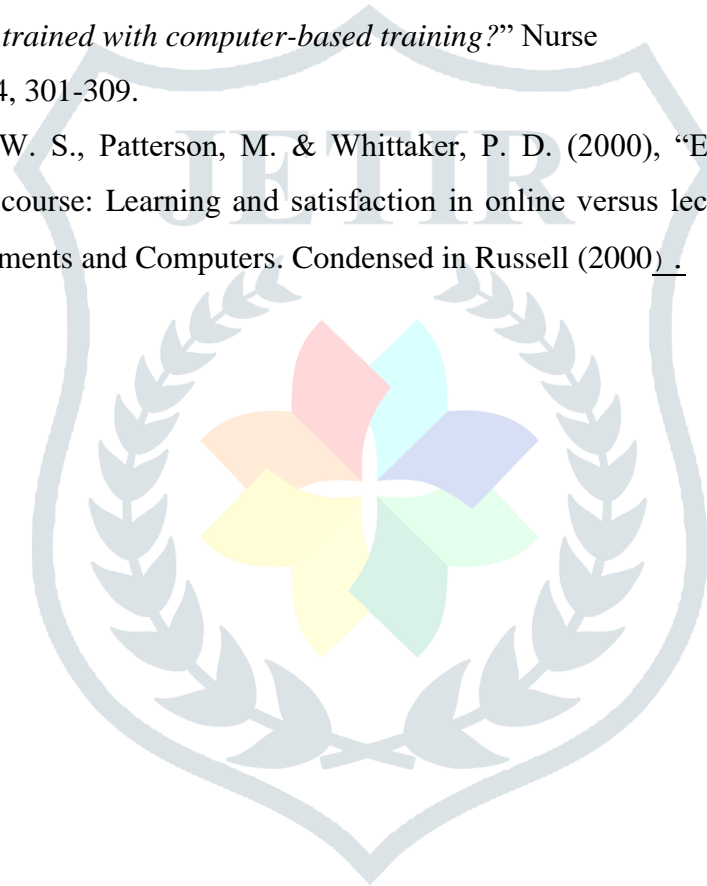 trained with computer-based training?” Nurse
4, 301-309.
W. S., Patterson, M. & Whittaker, P. D. (2000), “E
course: Learning and satisfaction in online versus lec
ments and Computers. Condensed in Russell (2000) .
JETIR